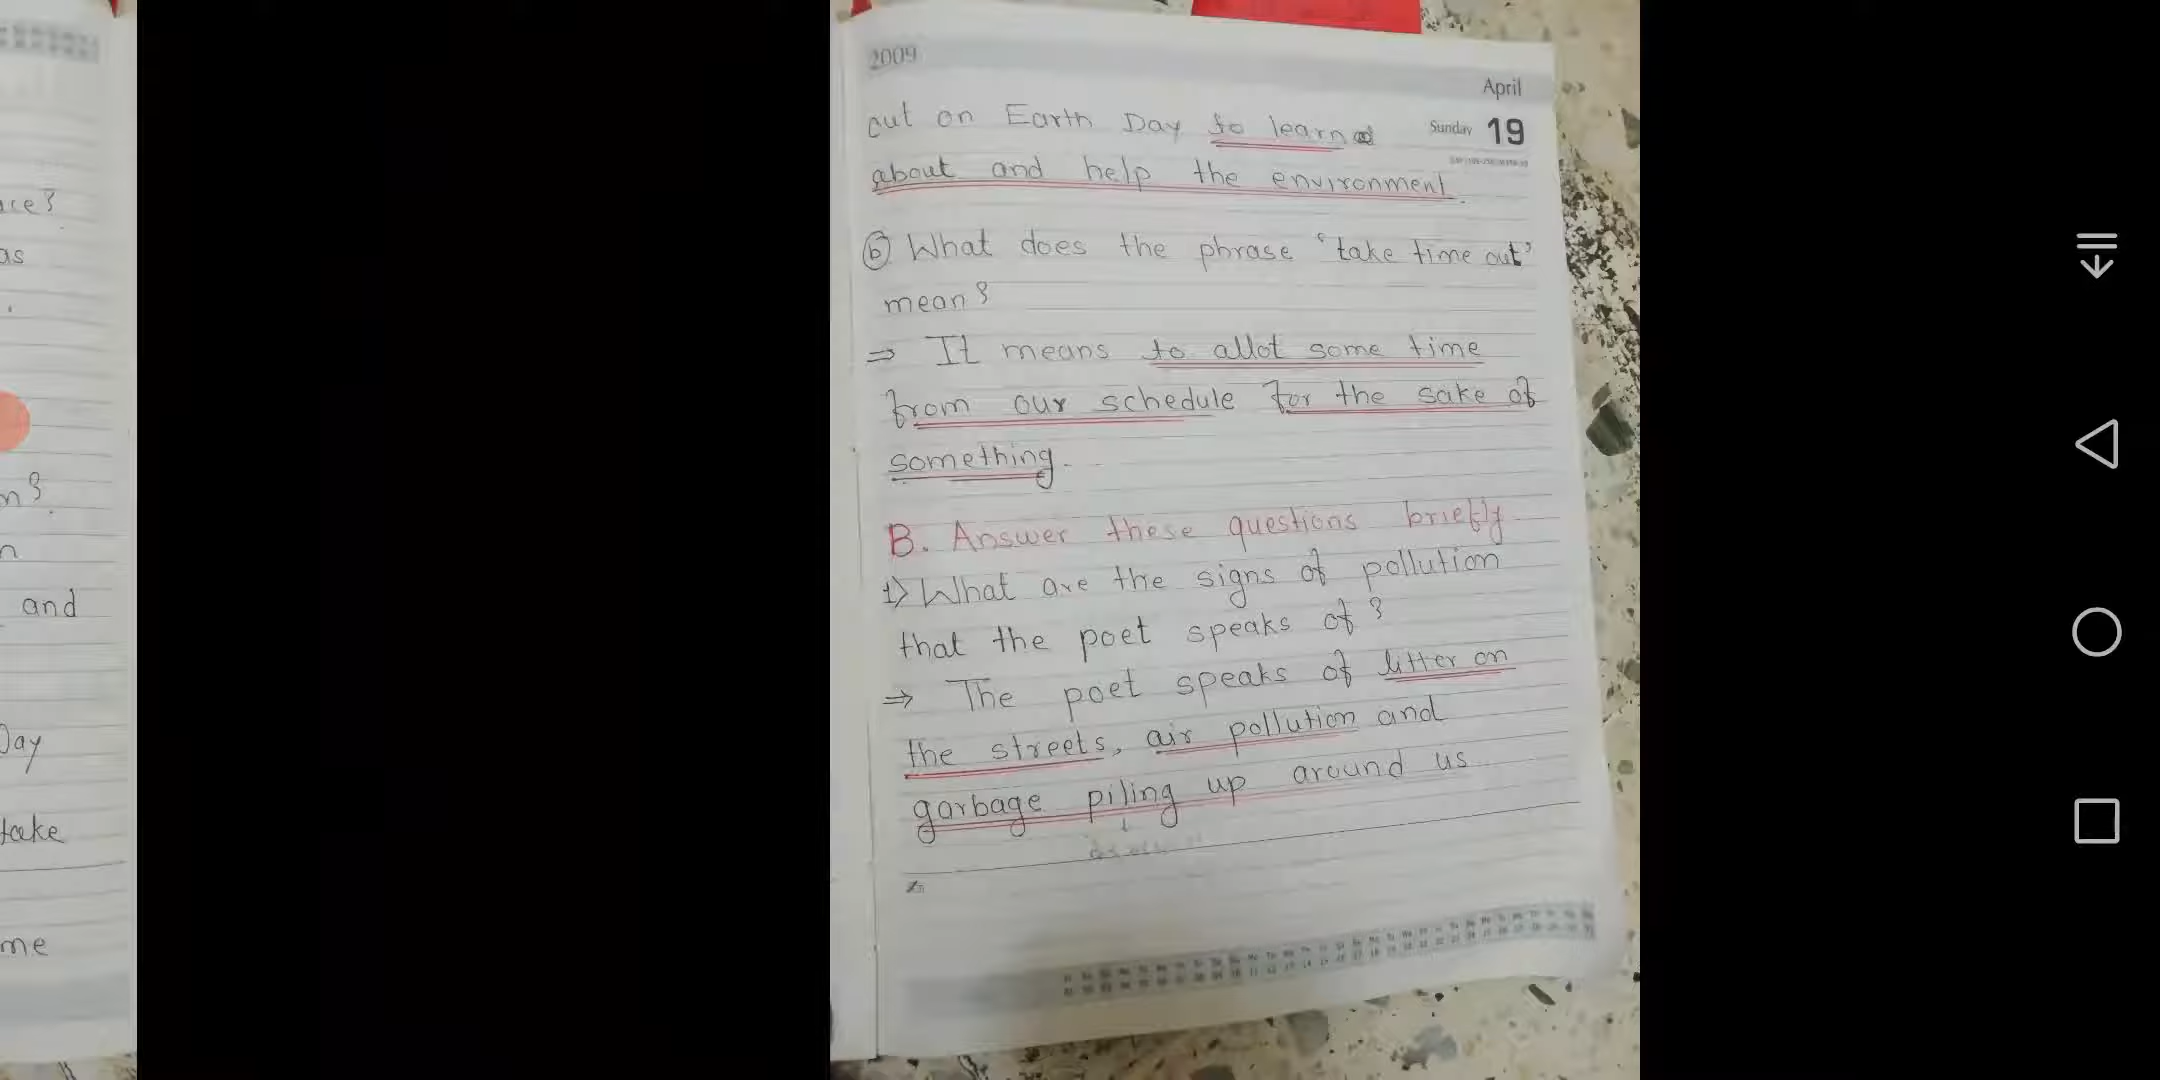 and
me
2009
April
Sunday 19
out on Earth Day to learn
about and help the environment.
b What does the phrase 'take time out'
mean?
⇒ It means to allot some time
from our schedule for the sake of
something.
B. Answer these questions briefly
1) What are the signs of pollution
that the poet speaks of?
⇒ The poet speaks of litter on
the streets, air pollution and
garbage piling up around us